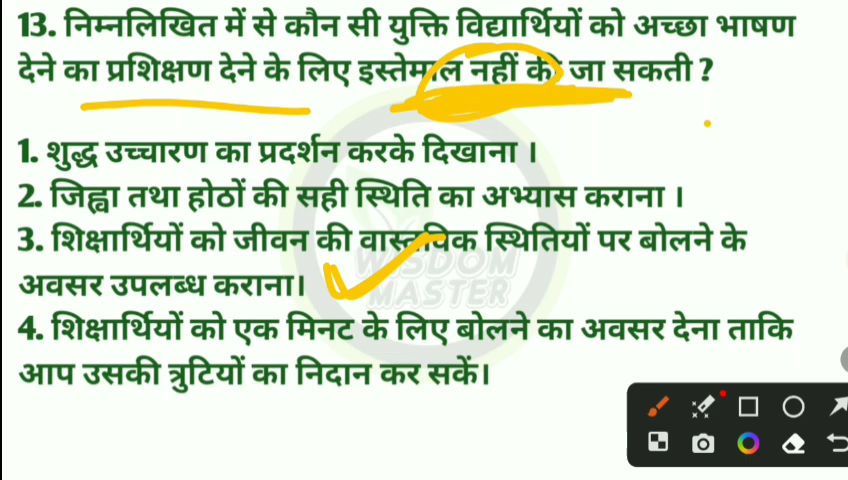 13. निम्नलिखित में से कौन सी युक्ति विद्यार्थियों को अच्छा भाषण
देने का प्रशिक्षण देने के लिए इस्तेमाल नहीं की जा सकती ?
1. शुद्ध उच्चारण का प्रदर्शन करके दिखाना ।
2. जिह्वा तथा होठों की सही स्थिति का अभ्यास कराना ।
3. शिक्षार्थियों को जीवन की वास्तविक स्थितियों पर बोलने के
अवसर उपलब्ध कराना।
WISDOM
MASTER
4. शिक्षार्थियों को एक मिनट के लिए बोलने का अवसर देना ताकि
आप उसकी त्रुटियों का निदान कर सकें।